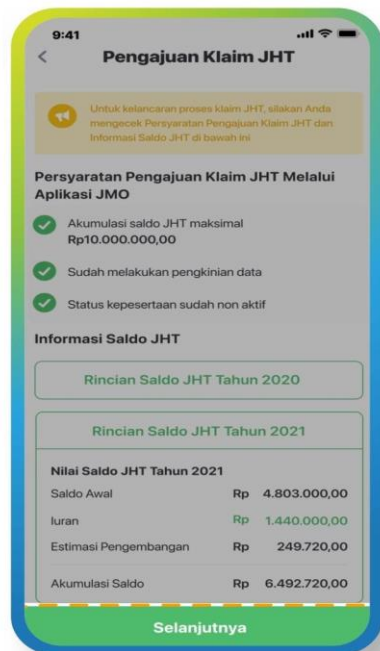 9:41
Pengajuan Klaim JHT
Untuk kelancaran proses klaim JHT, silakan Anda
mengecek Persyaratan Pengajuan Klaim JHT dan
Informasi Saldo JHT di bawah ini
Persyaratan Pengajuan Klaim JHT Melalui
Aplikasi JMO
Akumulasi saldo JHT maksimal
Rp10.000.000,00
Sudah melakukan pengkinian data
Status kepesertaan sudah non aktif
Informasi Saldo JHT
Rincian Saldo JHT Tahun 2020
Rincian Saldo JHT Tahun 2021
Nilai Saldo JHT Tahun 2021
Saldo Awal Rp 4.803.000,00
Iuran Rp 1.440.000,00
Estimasi Pengembangan Rp 249.720,00
Akumulasi Saldo Rp 6.492.720,00
Selanjutnya